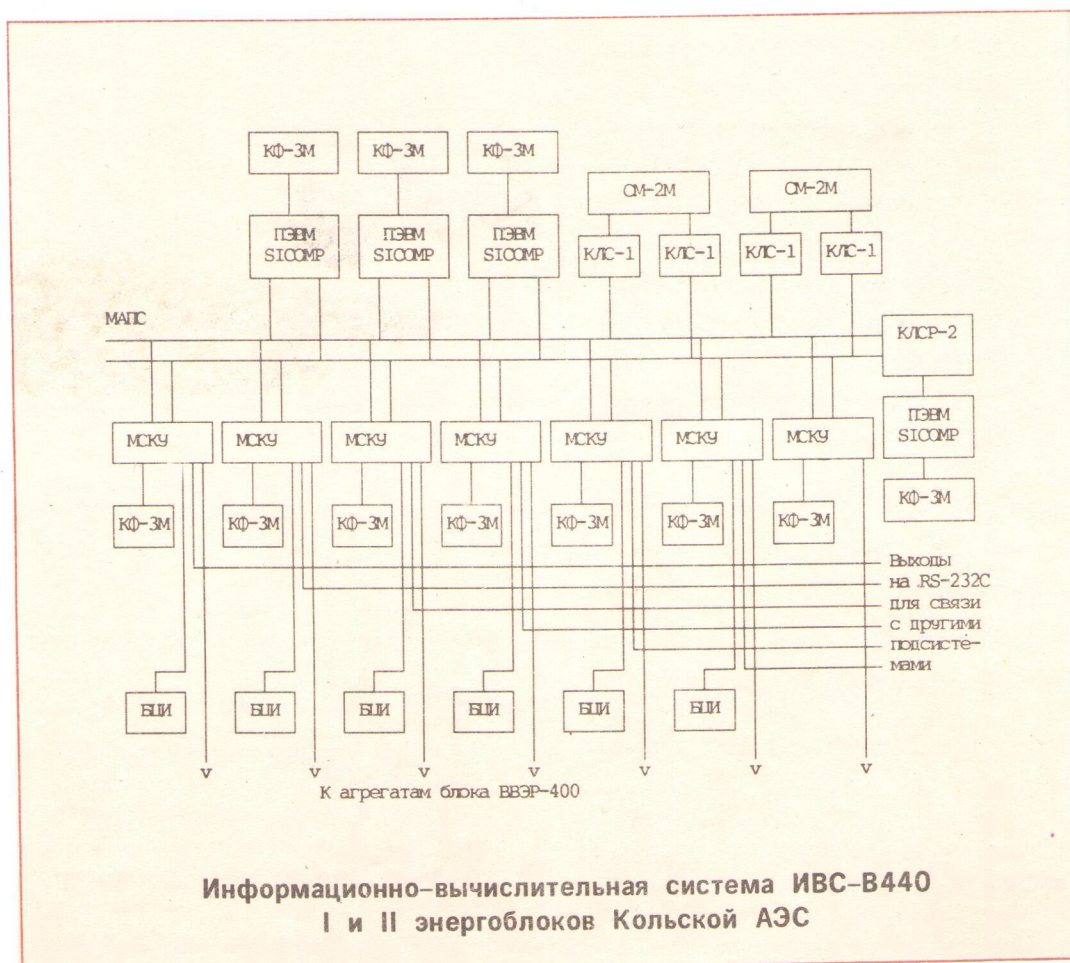 КФ-3М КФ-3М КФ-3М
СМ-2М СМ-2М
ПЭВМ ПЭВМ ПЭВМ
SICOMP SICOMP SICOMP
КЛС-1 КЛС-1 КЛС-1 КЛС-1
МАПС
КЛСР-2
ПЭВМ
SICOMP
МСКУ МСКУ МСКУ МСКУ МСКУ МСКУ МСКУ
КФ-3М
КФ-3М КФ-3М КФ-3М КФ-3М КФ-3М КФ-3М КФ-3М
Выходы
на RS-232C
для связи
с другими
подсисте-
мами
БЦИ БЦИ БЦИ БЦИ БЦИ БЦИ
К агрегатам блока ВВЭР-400
Информационно-вычислительная система ИВС-В440
I и II энергоблоков Кольской АЭС